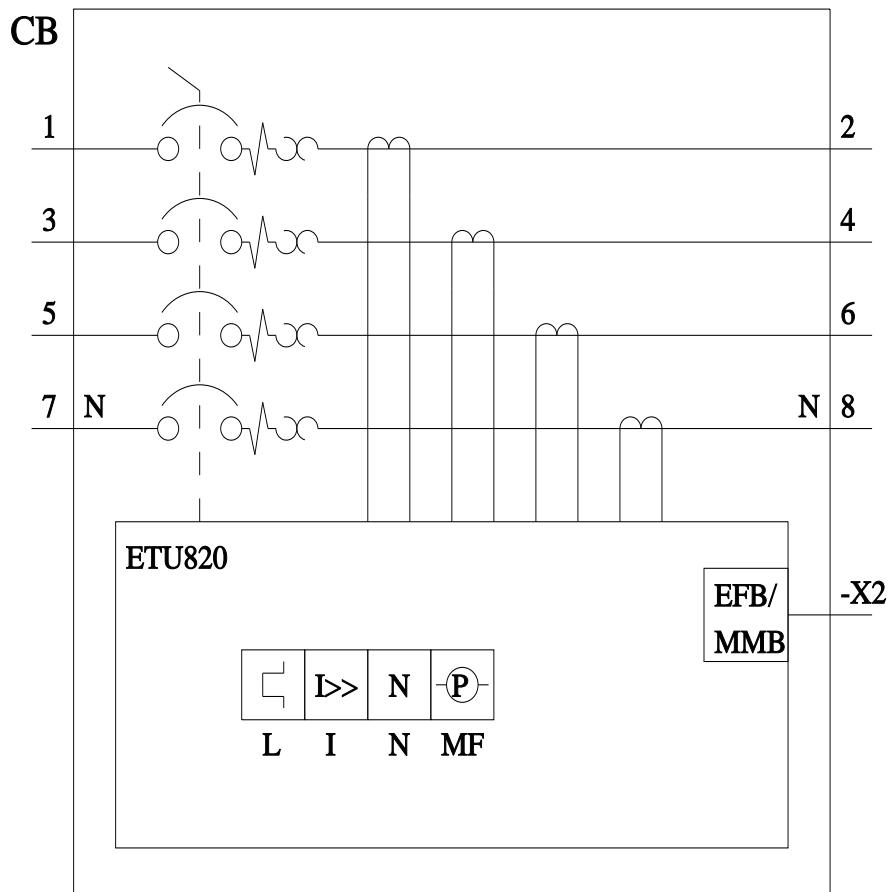 CB
1 2
3 4
5 6
7 N N 8
ETU820
EFB/ -X2
MMB
I>> N P
L I N MF